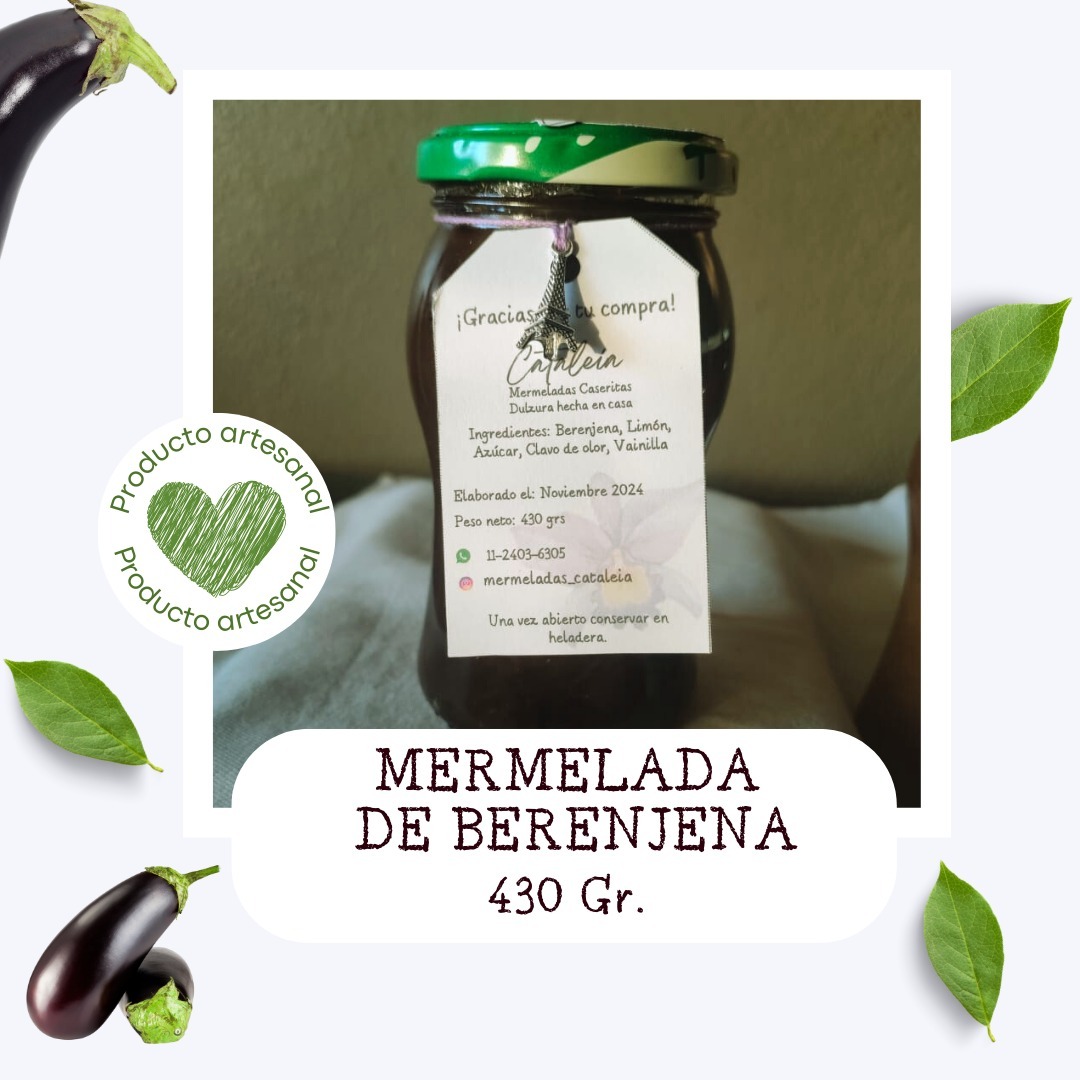 ¡Gracias tu compra!
Cataleia
Mermeladas Caseritas
Dulzura hecha en casa
Ingredientes: Berenjena, Limón,
Azúcar, Clavo de olor, Vainilla
Elaborado el: Noviembre 2024
Peso neto: 430 grs
11-2403-6305
mermeladas_cataleia
Una vez abierto conservar en
heladera.
Producto artesanal
Producto artesanal
MERMELADA
DE BERENJENA
430 Gr.